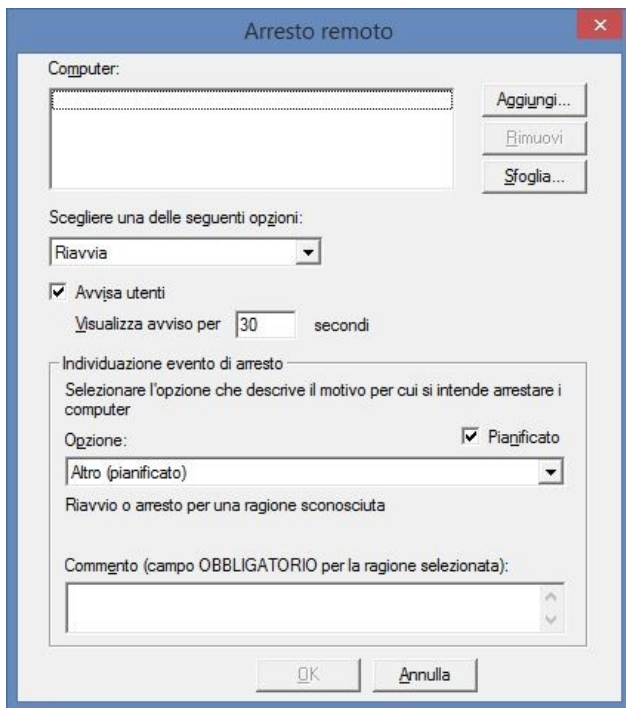 Arresto remoto
Computer:
Aggiungi...
Rimuovi
Sfoglia...
Scegliere una delle seguenti opzioni:
Riavvia
Avvisa utenti
Visualizza avviso per 30 secondi
Individuazione evento di arresto
Selezionare l'opzione che descrive il motivo per cui si intende arrestare i
computer
Opzione:
Pianificato
Altro (pianificato)
Riavvio o arresto per una ragione sconosciuta
Commento (campo OBBLIGATORIO per la ragione selezionata):
OK
Annulla